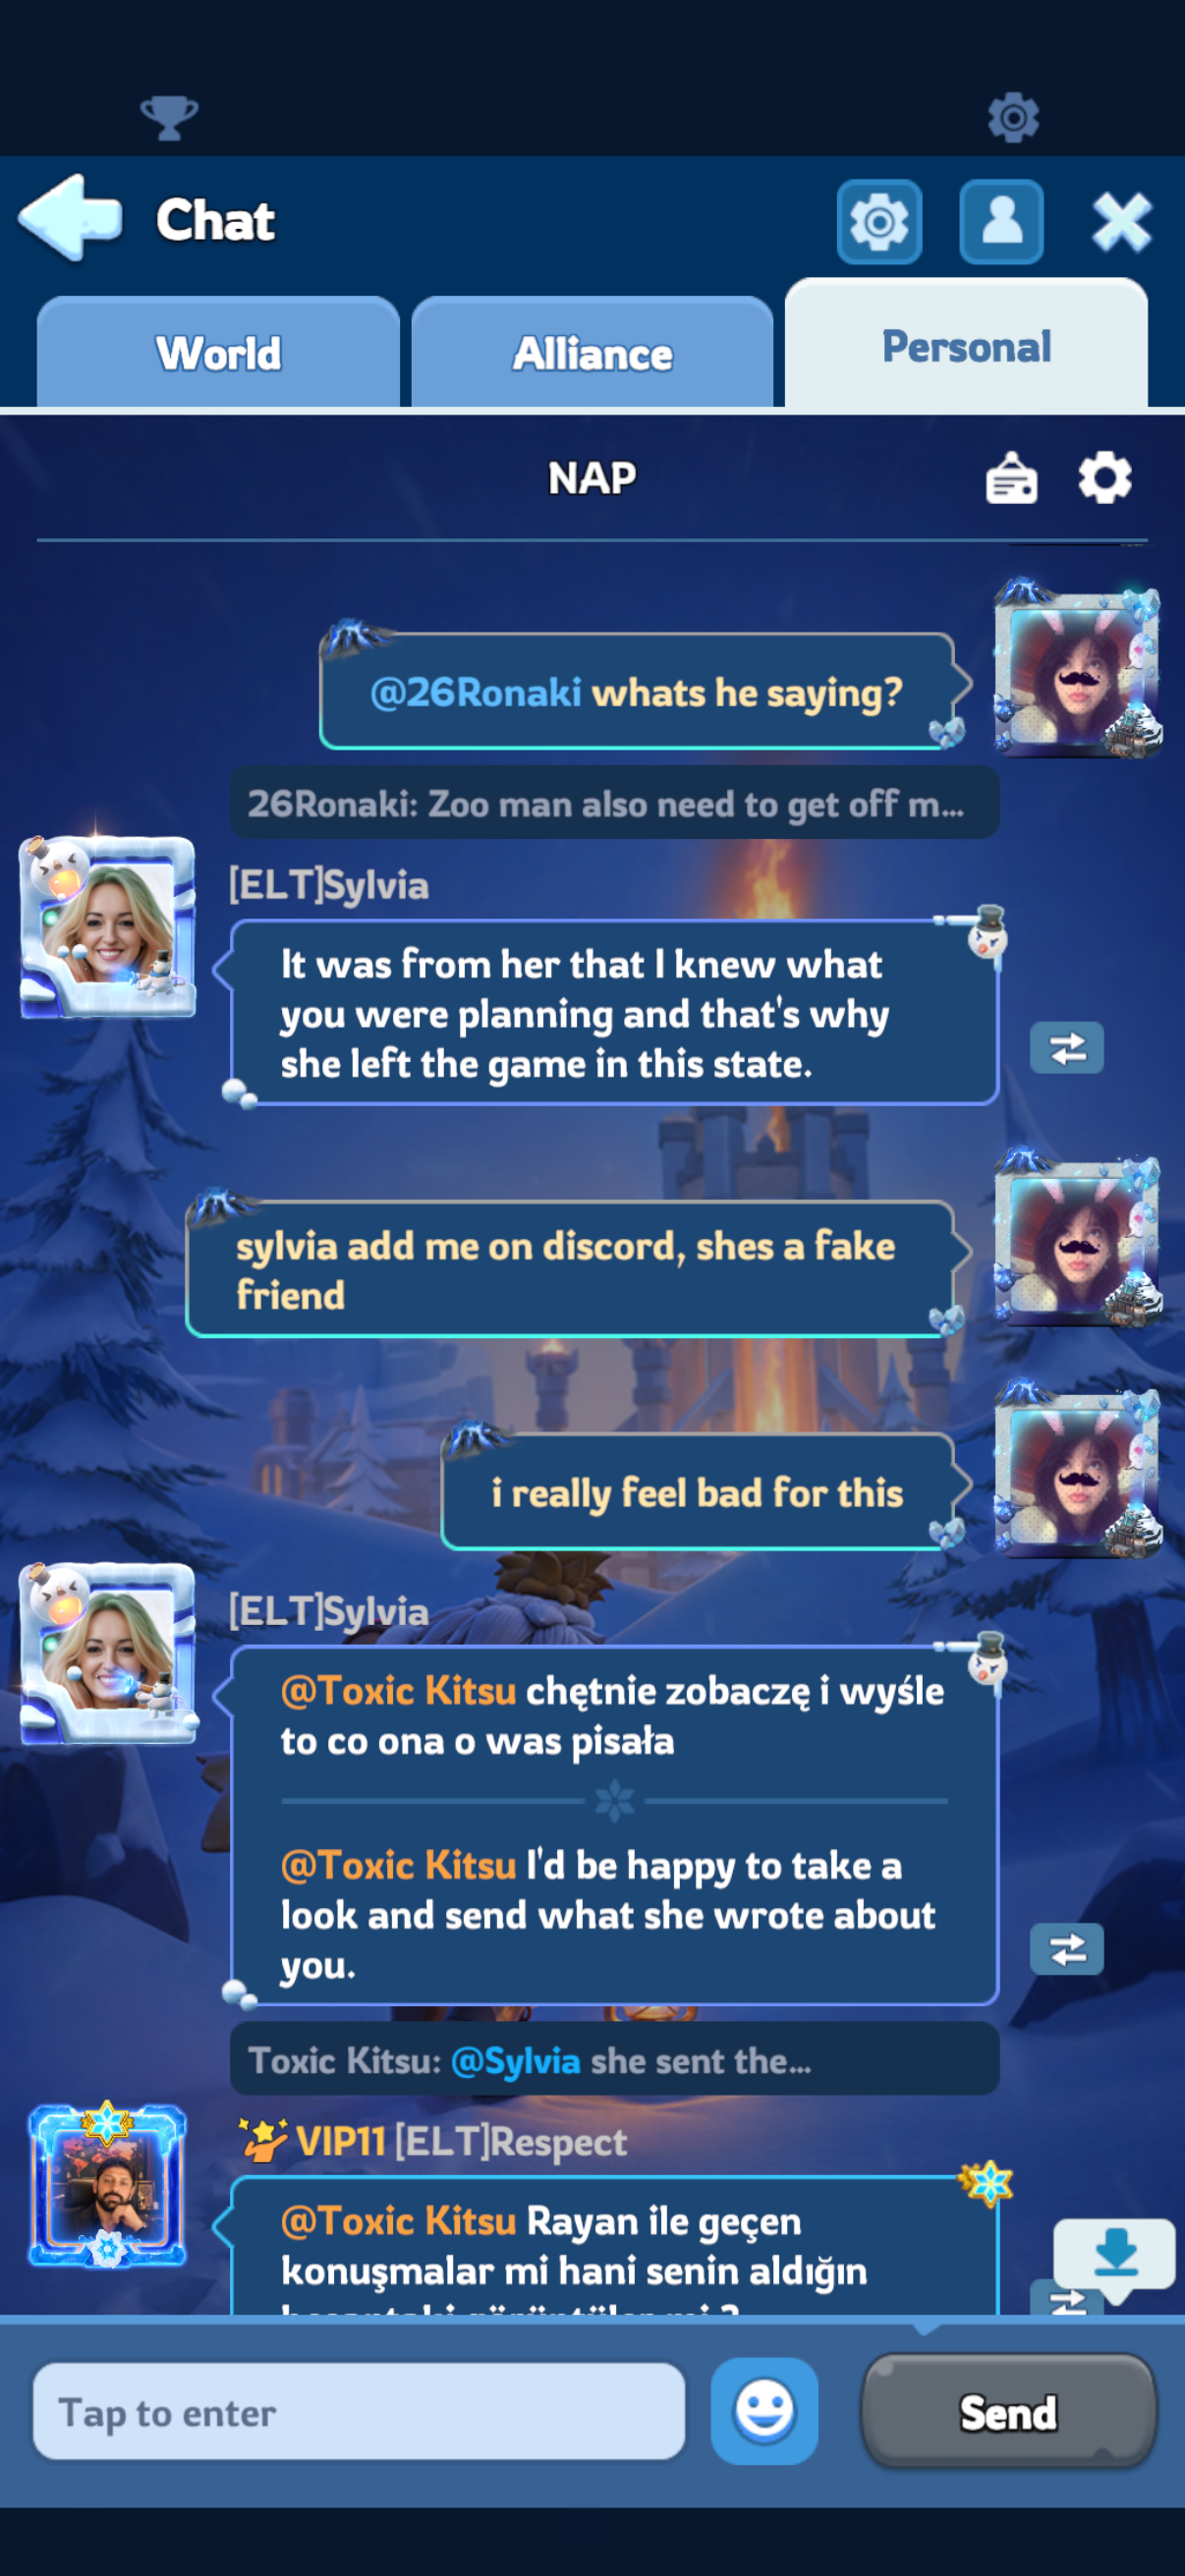 Chat
World
Alliance
Personal
NAP
@26Ronaki whats he saying?
26Ronaki: Zoo man also need to get off m...
[ELT]Sylvia
It was from her that I knew what
you were planning and that's why
she left the game in this state.
sylvia add me on discord, shes a fake
friend
i really feel bad for this
[ELT]Sylvia
@Toxic Kitsu chętnie zobaczę i wyśle
to co ona o was pisała
@Toxic Kitsu I'd be happy to take a
look and send what she wrote about
you.
Toxic Kitsu: @Sylvia she sent the...
VIP11 [ELT]Respect
@Toxic Kitsu Rayan ile geçen
konuşmalar mi hani senin aldığın
Tap to enter
Send